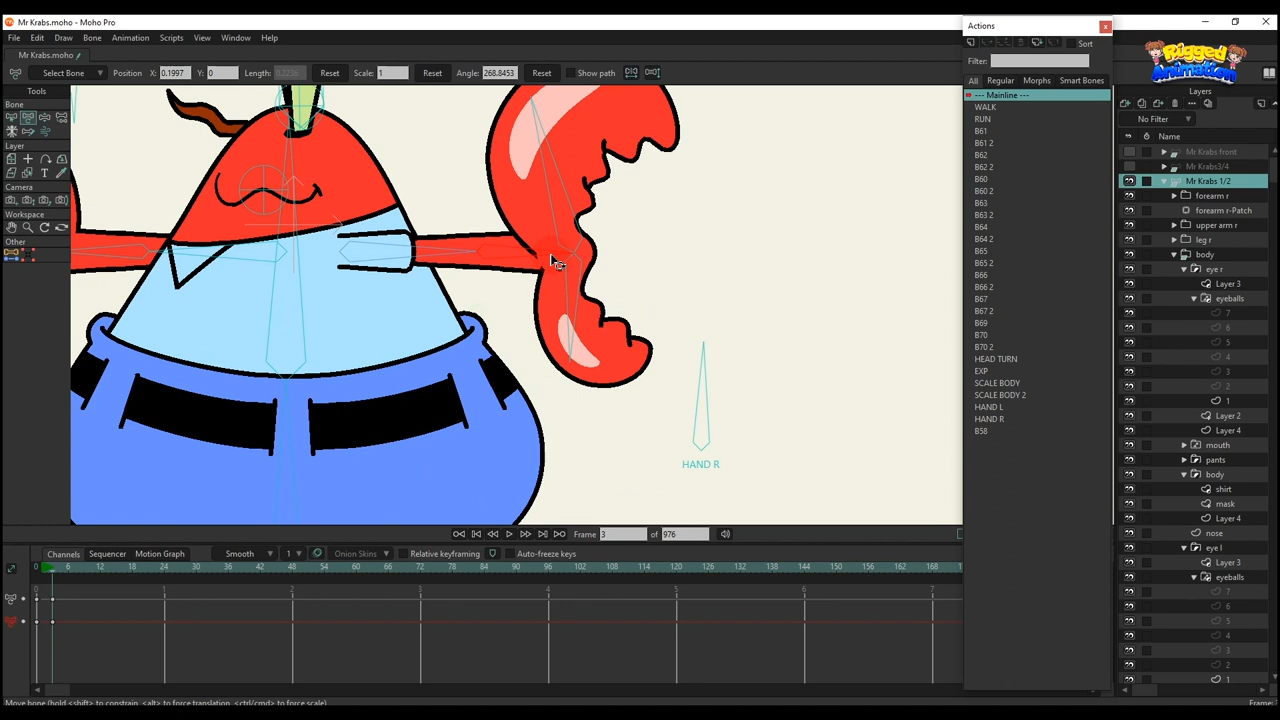 Mr Krabs.moho - Moho Pro
File Edit Draw Bone Animation Scripts View Window Help
Mr Krabs.moho
Select Bone Position X: 0.1997 Y: 0 Length: 0.2236 Reset Scale: 1 Reset Angle: 268.8453 Reset Show path
Tools
Bone
Layer
Camera
Workspace
Other
HAND R
Actions
Sort
Filter:
All Regular Morphs Smart Bones
--- Mainline ---
WALK
RUN
B61
B61 2
B62
B62 2
B60
B60 2
B63
B63 2
B64
B64 2
B65
B65 2
B66
B66 2
B67
B67 2
B69
B70
B70 2
HEAD TURN
EXP
SCALE BODY
SCALE BODY 2
HAND L
HAND R
B58
Rigged
Animation
Layers
No Filter
Name
Mr Krabs front
Mr Krabs3/4
Mr Krabs 1/2
forearm r
forearm r-Patch
upper arm r
leg r
body
eye r
Layer 3
eyeballs
7
6
5
4
3
2
1
Layer 2
Layer 4
mouth
pants
body
shirt
mask
Layer 4
nose
eye l
Layer 3
eyeballs
7
6
5
4
3
2
1
Frame 3 of 976
Channels Sequencer Motion Graph Smooth 1 Onion Skins Relative keyframing Auto-freeze keys
0 6 12 18 24 30 36 42 48 54 60 66 72 78 84 90 96 102 108 114 120 126 132 138 144 150 156 162 168
0 1 2 3 4 5 6 7
Move bone (hold <shift> to constrain, <alt> to force translation, <ctrl/cmd> to force scale)
Frame: